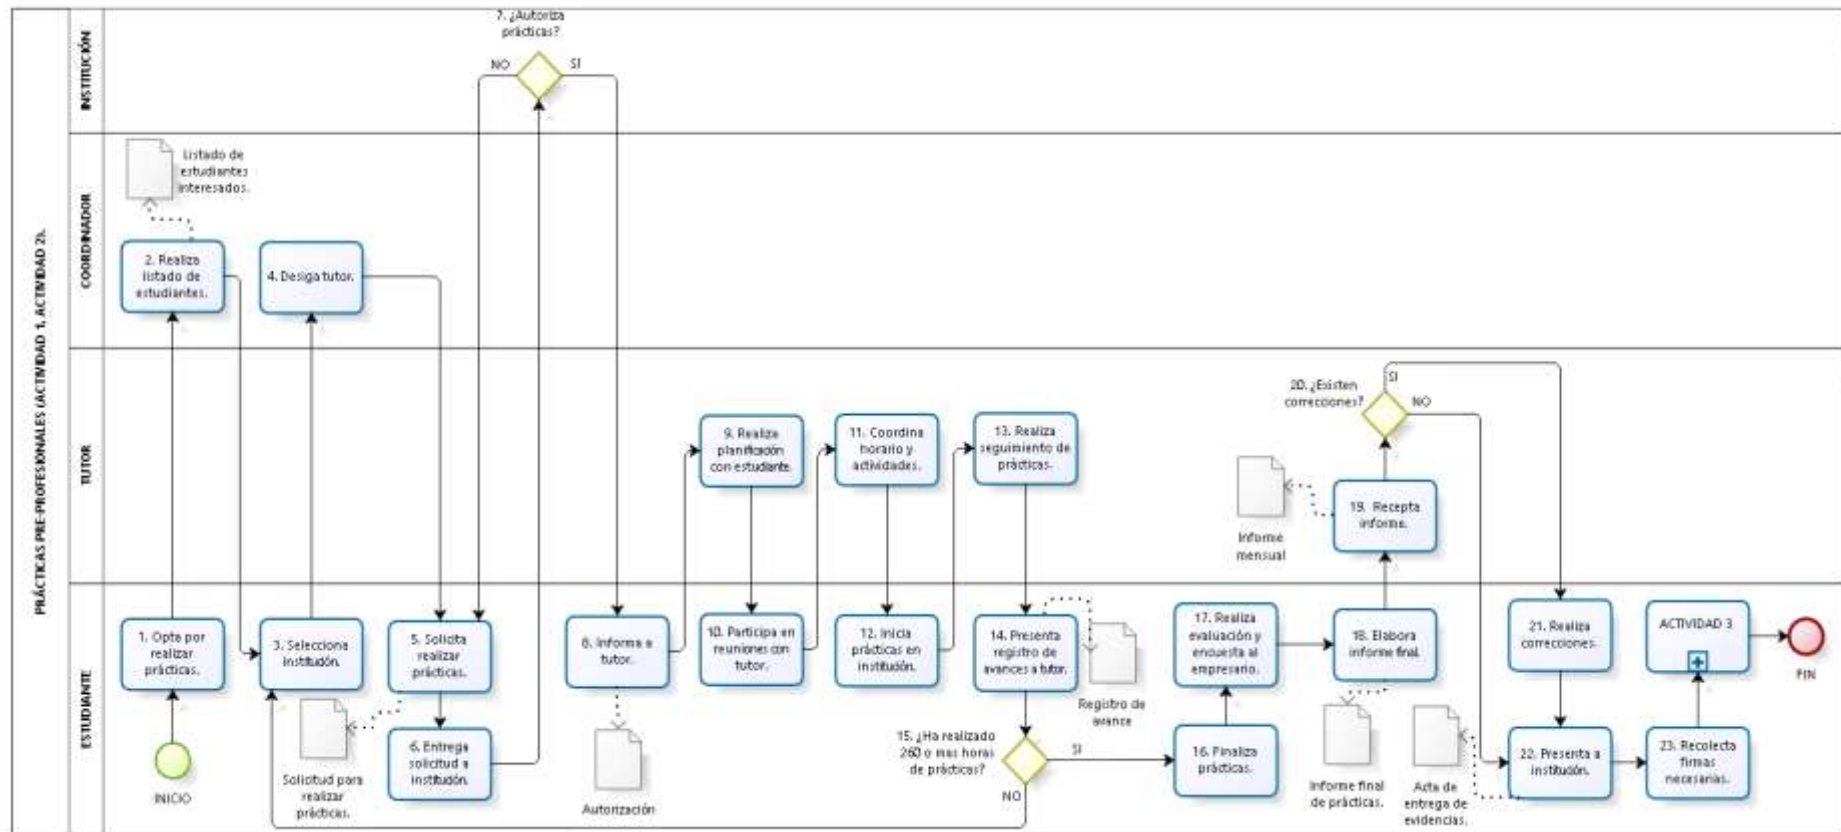 PRÁCTICAS PRE-PROFESIONALES (ACTIVIDAD 1, ACTIVIDAD 2).
INSTITUCIÓN
7. ¿Autoriza
prácticas?
NO
SI
COORDINADOR
Listado de
estudiantes
interesados.
2. Realiza
listado de
estudiantes.
4. Desiga tutor.
TUTOR
9. Realiza
planificación
con estudiante.
11. Coordina
horario y
actividades.
13. Realiza
seguimiento de
prácticas.
Informe
mensual
19. Recepta
informe.
20. ¿Existen
correcciones?
SI
NO
ESTUDIANTE
INICIO
1. Opta por
realizar
prácticas.
3. Selecciona
institución.
5. Solicita
realizar
prácticas.
Solicitud para
realizar
prácticas.
6. Entrega
solicitud a
institución.
8. Informa a
tutor.
Autorización
10. Participa en
reuniones con
tutor.
12. Inicia
prácticas en
institución.
14. Presenta
registro de
avances a tutor.
Registro de
avance
15. ¿Ha realizado
260 o mas horas
de prácticas?
SI
NO
16. Finaliza
prácticas.
17. Realiza
evaluación y
encuesta al
empresario.
18. Elabora
informe final.
Informe final
de prácticas.
21. Realiza
correcciones.
22. Presenta a
institución.
Acta de
entrega de
evidencias.
23. Recolecta
firmas
necesarias.
ACTIVIDAD 3
FIN